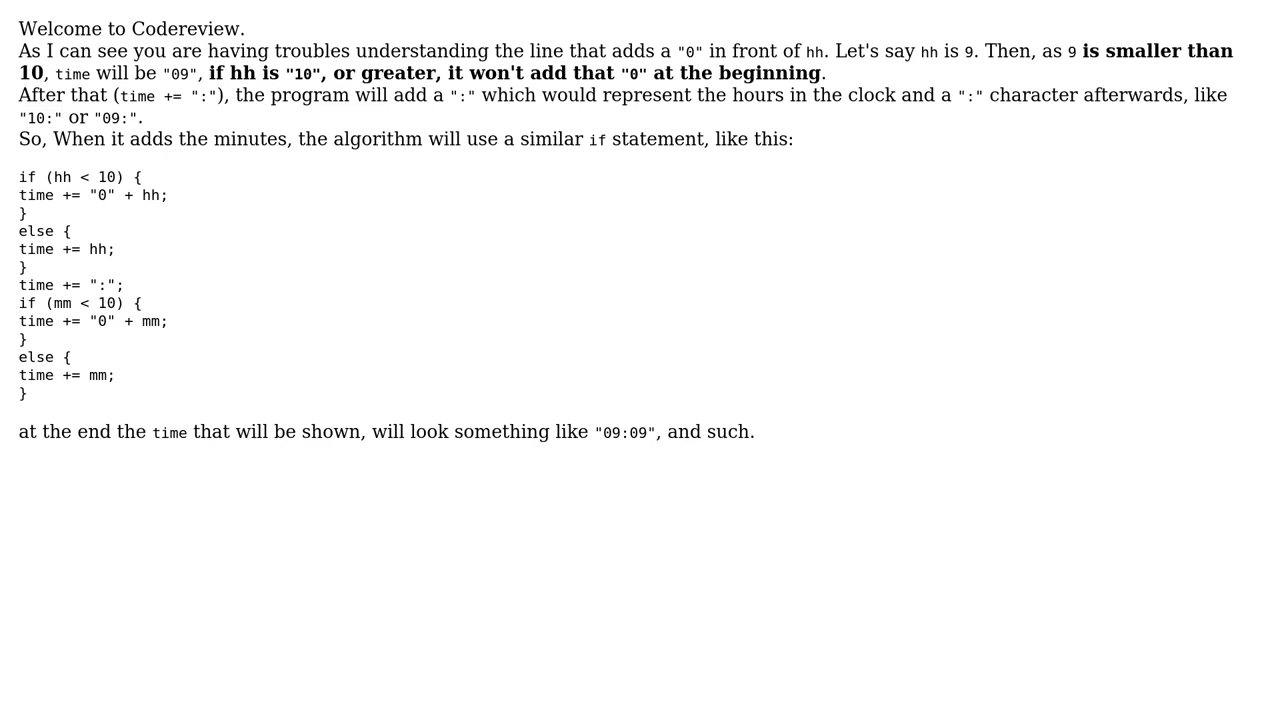 Welcome to Codereview.
As I can see you are having troubles understanding the line that adds a "0" in front of hh. Let's say hh is 9. Then, as 9 is smaller than
10, time will be "09", if hh is "10", or greater, it won't add that "0" at the beginning.
After that (time += ":"), the program will add a ":" which would represent the hours in the clock and a ":" character afterwards, like
"10:" or "09:".
So, When it adds the minutes, the algorithm will use a similar if statement, like this:
if (hh < 10) {
time += "0" + hh;
}
else {
time += hh;
}
time += ":";
if (mm < 10) {
time += "0" + mm;
}
else {
time += mm;
}
at the end the time that will be shown, will look something like "09:09", and such.